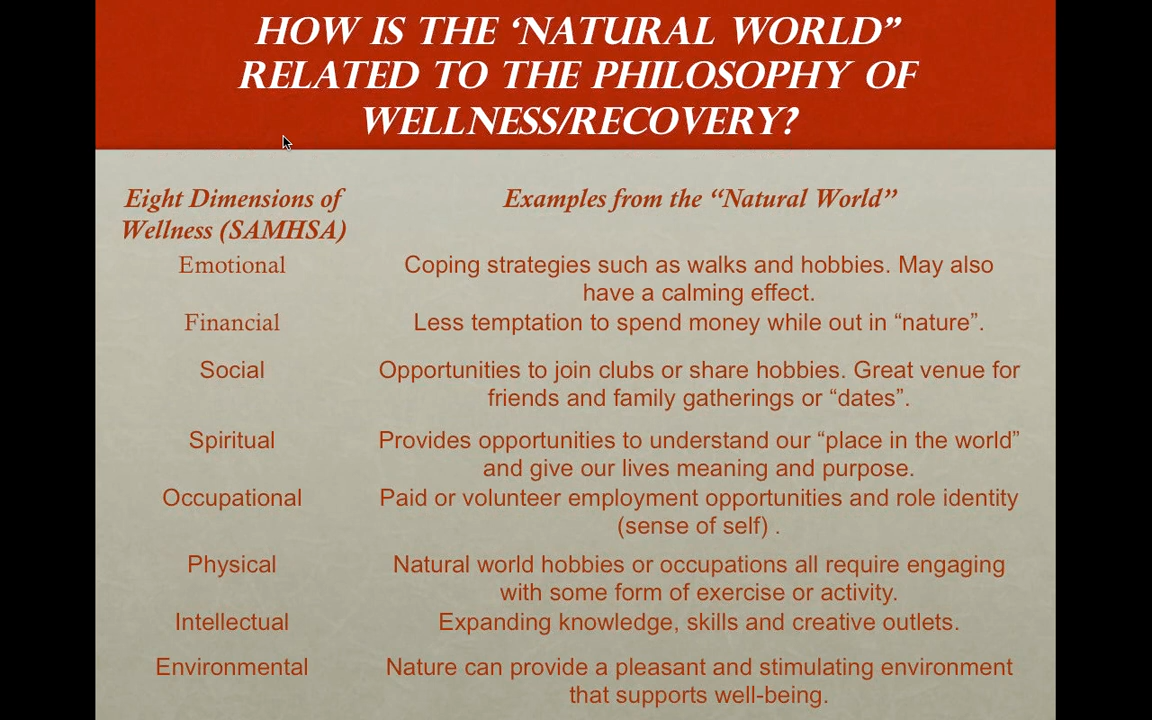 HOW IS THE ‘NATURAL WORLD”
RELATED TO THE PHILOSOPHY OF
WELLNESS/RECOVERY?
Eight Dimensions of
Wellness (SAMHSA)
Examples from the “Natural World”
Emotional
Coping strategies such as walks and hobbies. May also
have a calming effect.
Financial
Less temptation to spend money while out in “nature”.
Social
Opportunities to join clubs or share hobbies. Great venue for
friends and family gatherings or “dates”.
Spiritual
Provides opportunities to understand our “place in the world”
and give our lives meaning and purpose.
Occupational
Paid or volunteer employment opportunities and role identity
(sense of self) .
Physical
Natural world hobbies or occupations all require engaging
with some form of exercise or activity.
Intellectual
Expanding knowledge, skills and creative outlets.
Environmental
Nature can provide a pleasant and stimulating environment
that supports well-being.